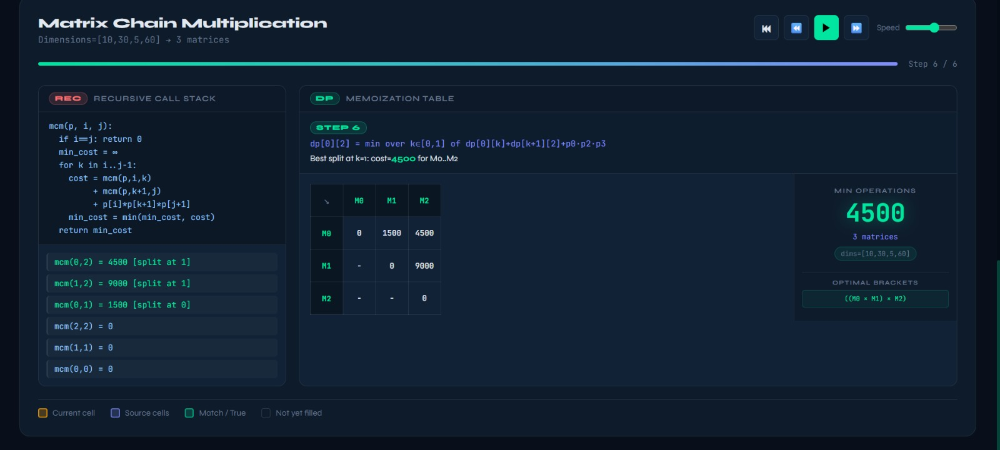 Matrix Chain Multiplication
Dimensions=[10,30,5,60] → 3 matrices
Speed
Step 6 / 6
REC RECURSIVE CALL STACK
mcm(p, i, j):
if i==j: return 0
min_cost = ∞
for k in i..j-1:
cost = mcm(p,i,k)
+ mcm(p,k+1,j)
+ p[i]*p[k+1]*p[j+1]
min_cost = min(min_cost, cost)
return min_cost
mcm(0,2) = 4500 [split at 1]
mcm(1,2) = 9000 [split at 1]
mcm(0,1) = 1500 [split at 0]
mcm(2,2) = 0
mcm(1,1) = 0
mcm(0,0) = 0
DP MEMOIZATION TABLE
STEP 6
dp[0][2] = min over k∈[0,1] of dp[0][k]+dp[k+1][2]+p0·p2·p3
Best split at k=1: cost=4500 for M0..M2
↘ M0 M1 M2
M0 0 1500 4500
M1 - 0 9000
M2 - - 0
MIN OPERATIONS
4500
3 matrices
dims=[10,30,5,60]
OPTIMAL BRACKETS
((M0 × M1) × M2)
Current cell
Source cells
Match / True
Not yet filled